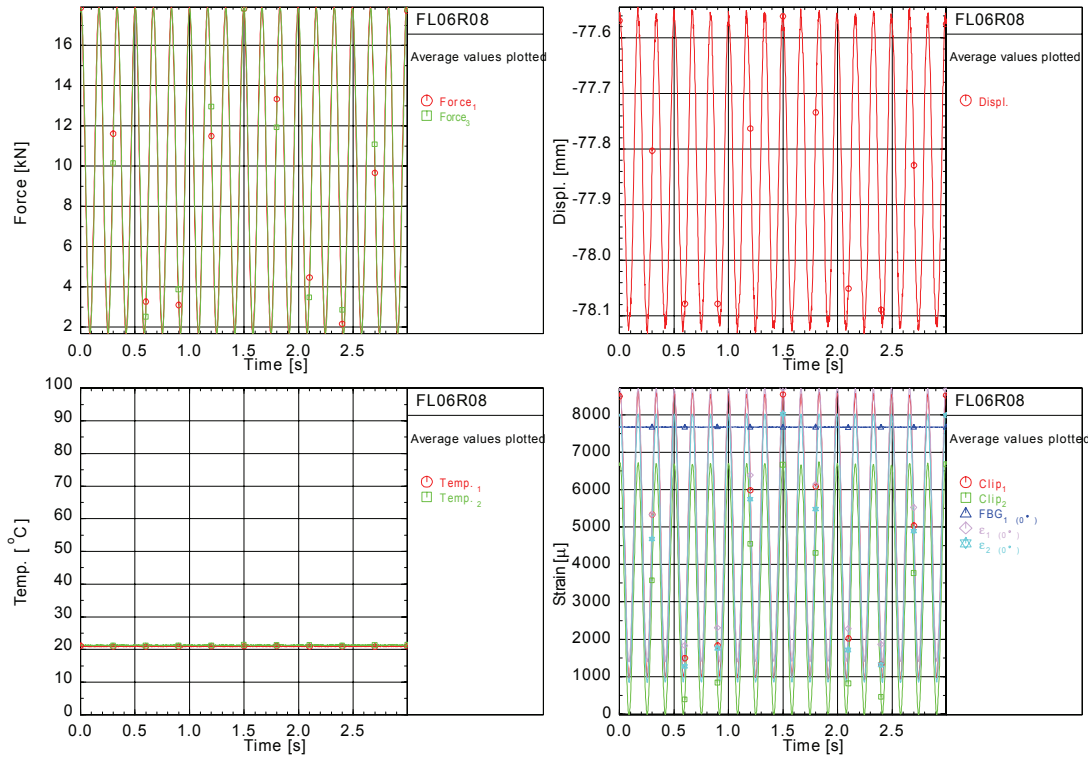 FL06R08
Average values plotted
Force₁
Force₃
Force [kN]
16
14
12
10
8
6
4
2
0.0 0.5 1.0 1.5 2.0 2.5
Time [s]
FL06R08
Average values plotted
Displ.
Displ. [mm]
-77.6
-77.7
-77.8
-77.9
-78.0
-78.1
0.0 0.5 1.0 1.5 2.0 2.5
Time [s]
FL06R08
Average values plotted
Temp. ₁
Temp. ₂
Temp. [ °C]
100
90
80
70
60
50
40
30
20
10
0
0.0 0.5 1.0 1.5 2.0 2.5
Time [s]
FL06R08
Average values plotted
Clip₁
Clip₂
FBG₁ (0°)
ε₁ (0°)
ε₂ (0°)
Strain [μ]
8000
7000
6000
5000
4000
3000
2000
1000
0
0.0 0.5 1.0 1.5 2.0 2.5
Time [s]